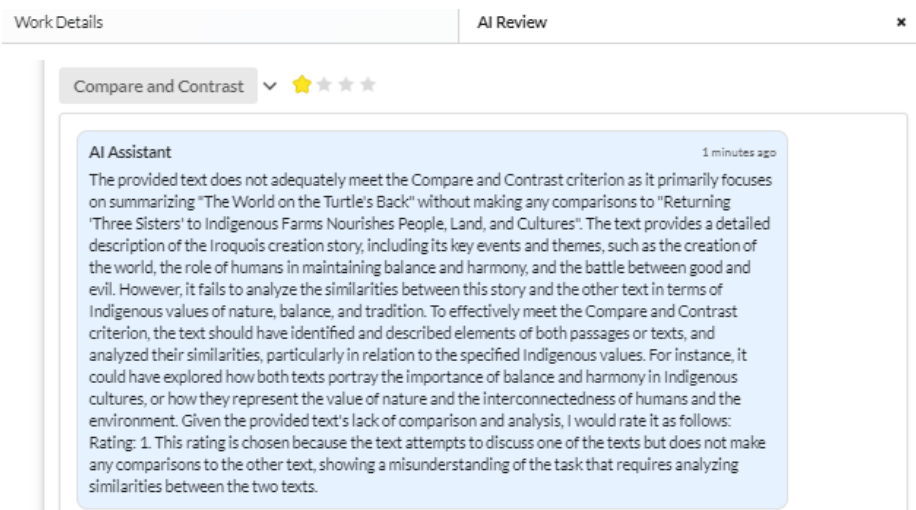 Work Details
AI Review
Compare and Contrast
AI Assistant
1 minutes ago
The provided text does not adequately meet the Compare and Contrast criterion as it primarily focuses
on summarizing "The World on the Turtle's Back" without making any comparisons to "Returning
'Three Sisters' to Indigenous Farms Nourishes People, Land, and Cultures". The text provides a detailed
description of the Iroquois creation story, including its key events and themes, such as the creation of
the world, the role of humans in maintaining balance and harmony, and the battle between good and
evil. However, it fails to analyze the similarities between this story and the other text in terms of
Indigenous values of nature, balance, and tradition. To effectively meet the Compare and Contrast
criterion, the text should have identified and described elements of both passages or texts, and
analyzed their similarities, particularly in relation to the specified Indigenous values. For instance, it
could have explored how both texts portray the importance of balance and harmony in Indigenous
cultures, or how they represent the value of nature and the interconnectedness of humans and the
environment. Given the provided text's lack of comparison and analysis, I would rate it as follows:
Rating: 1. This rating is chosen because the text attempts to discuss one of the texts but does not make
any comparisons to the other text, showing a misunderstanding of the task that requires analyzing
similarities between the two texts.